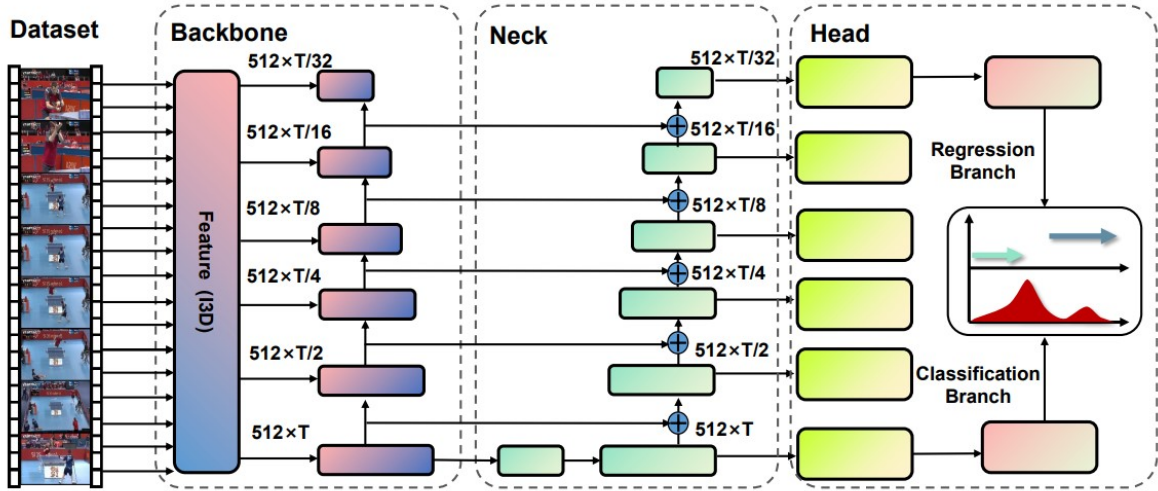 Dataset
Backbone
Neck
Head
512×T/32
512×T/16
512×T/8
512×T/4
512×T/2
512×T
Feature (I3D)
512×T/32
512×T/16
512×T/8
512×T/4
512×T/2
512×T
Regression
Branch
Classification
Branch